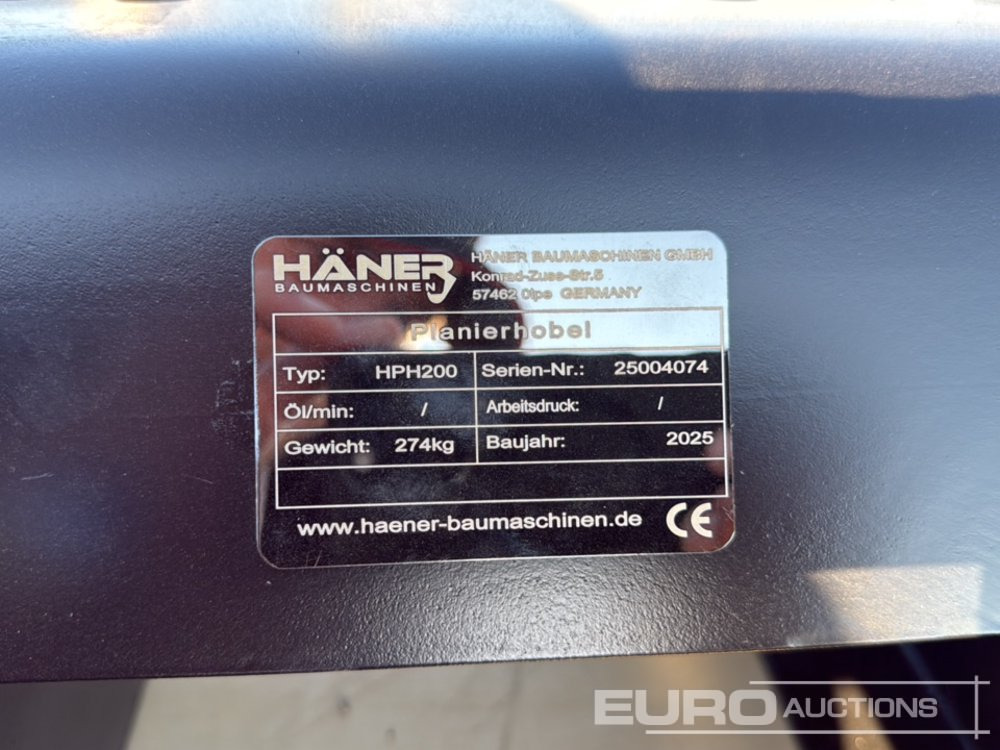 HÄNER
BAUMASCHINEN
HÄNER BAUMASCHINEN GMBH
Konrad-Zuse-Str.5
57462 Olpe GERMANY
Planierhobel
Typ: HPH200 Serien-Nr.: 25004074
Öl/min: / Arbeitsdruck: /
Gewicht: 274kg Baujahr: 2025
www.haener-baumaschinen.de CE
EURO AUCTIONS